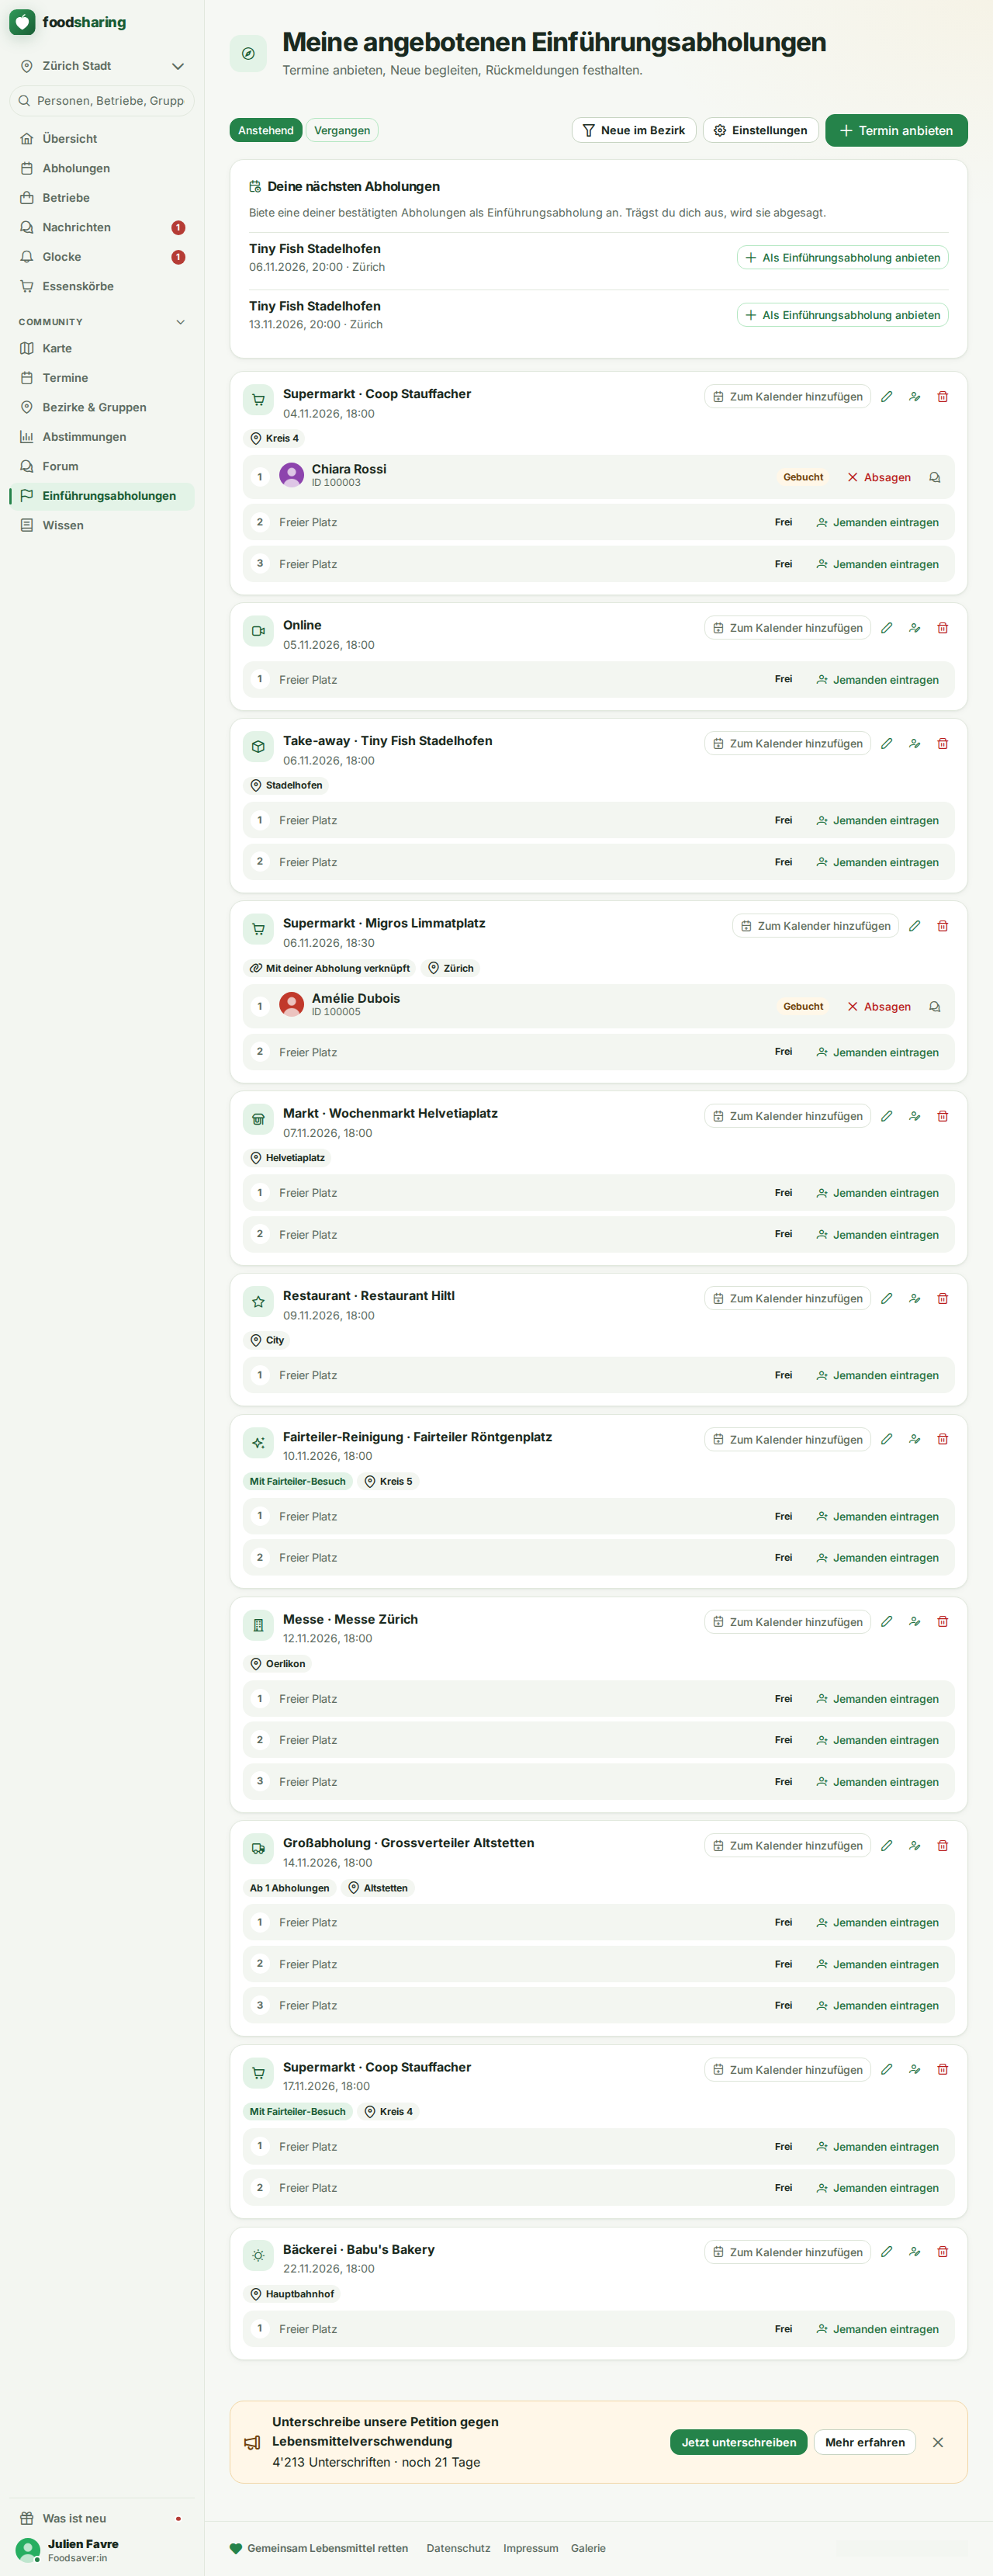 foodsharing
Zürich Stadt
Personen, Betriebe, Grupp
Übersicht
Abholungen
Betriebe
Nachrichten 1
Glocke 1
Essenskörbe
COMMUNITY
Karte
Termine
Bezirke & Gruppen
Abstimmungen
Forum
Einführungsabholungen
Wissen
Was ist neu
Julien Favre
Foodsaver:in
Meine angebotenen Einführungsabholungen
Termine anbieten, Neue begleiten, Rückmeldungen festhalten.
Anstehend Vergangen Neue im Bezirk Einstellungen Termin anbieten
Deine nächsten Abholungen
Biete eine deiner bestätigten Abholungen als Einführungsabholung an. Trägst du dich aus, wird sie abgesagt.
Tiny Fish Stadelhofen
06.11.2026, 20:00 · Zürich
Als Einführungsabholung anbieten
Tiny Fish Stadelhofen
13.11.2026, 20:00 · Zürich
Als Einführungsabholung anbieten
Supermarkt · Coop Stauffacher
04.11.2026, 18:00
Zum Kalender hinzufügen
Kreis 4
1 Chiara Rossi
ID 100003
Gebucht Absagen
2 Freier Platz Frei Jemanden eintragen
3 Freier Platz Frei Jemanden eintragen
Online
05.11.2026, 18:00
Zum Kalender hinzufügen
1 Freier Platz Frei Jemanden eintragen
Take-away · Tiny Fish Stadelhofen
06.11.2026, 18:00
Zum Kalender hinzufügen
Stadelhofen
1 Freier Platz Frei Jemanden eintragen
2 Freier Platz Frei Jemanden eintragen
Supermarkt · Migros Limmatplatz
06.11.2026, 18:30
Zum Kalender hinzufügen
Mit deiner Abholung verknüpft Zürich
1 Amélie Dubois
ID 100005
Gebucht Absagen
2 Freier Platz Frei Jemanden eintragen
Markt · Wochenmarkt Helvetiaplatz
07.11.2026, 18:00
Zum Kalender hinzufügen
Helvetiaplatz
1 Freier Platz Frei Jemanden eintragen
2 Freier Platz Frei Jemanden eintragen
Restaurant · Restaurant Hiltl
09.11.2026, 18:00
Zum Kalender hinzufügen
City
1 Freier Platz Frei Jemanden eintragen
Fairteiler-Reinigung · Fairteiler Röntgenplatz
10.11.2026, 18:00
Zum Kalender hinzufügen
Mit Fairteiler-Besuch Kreis 5
1 Freier Platz Frei Jemanden eintragen
2 Freier Platz Frei Jemanden eintragen
Messe · Messe Zürich
12.11.2026, 18:00
Zum Kalender hinzufügen
Oerlikon
1 Freier Platz Frei Jemanden eintragen
2 Freier Platz Frei Jemanden eintragen
3 Freier Platz Frei Jemanden eintragen
Großabholung · Grossverteiler Altstetten
14.11.2026, 18:00
Zum Kalender hinzufügen
Ab 1 Abholungen Altstetten
1 Freier Platz Frei Jemanden eintragen
2 Freier Platz Frei Jemanden eintragen
3 Freier Platz Frei Jemanden eintragen
Supermarkt · Coop Stauffacher
17.11.2026, 18:00
Zum Kalender hinzufügen
Mit Fairteiler-Besuch Kreis 4
1 Freier Platz Frei Jemanden eintragen
2 Freier Platz Frei Jemanden eintragen
Bäckerei · Babu's Bakery
22.11.2026, 18:00
Zum Kalender hinzufügen
Hauptbahnhof
1 Freier Platz Frei Jemanden eintragen
Unterschreibe unsere Petition gegen
Lebensmittelverschwendung
4'213 Unterschriften · noch 21 Tage
Jetzt unterschreiben Mehr erfahren
Gemeinsam Lebensmittel retten Datenschutz Impressum Galerie